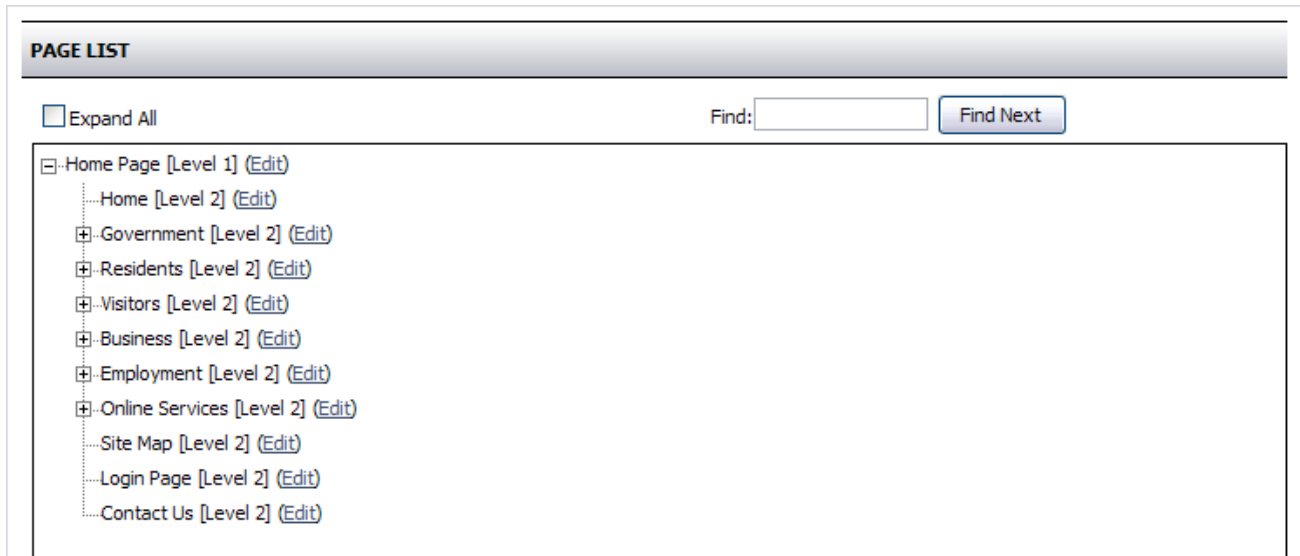 PAGE LIST
Expand All Find: Find Next
Home Page [Level 1] (Edit)
Home [Level 2] (Edit)
Government [Level 2] (Edit)
Residents [Level 2] (Edit)
Visitors [Level 2] (Edit)
Business [Level 2] (Edit)
Employment [Level 2] (Edit)
Online Services [Level 2] (Edit)
Site Map [Level 2] (Edit)
Login Page [Level 2] (Edit)
Contact Us [Level 2] (Edit)